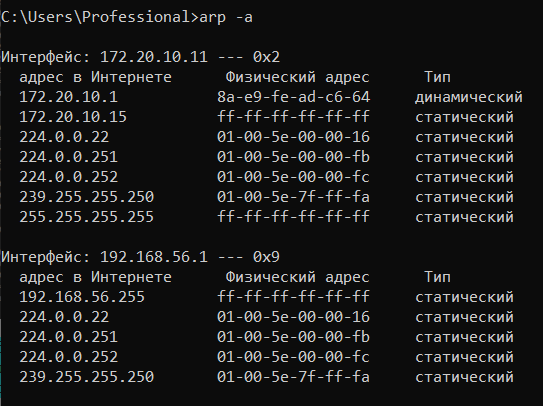 C:\Users\Professional>arp -a
Интерфейс: 172.20.10.11 --- 0x2
адрес в Интернете Физический адрес Тип
172.20.10.1 8a-e9-fe-ad-c6-64 динамический
172.20.10.15 ff-ff-ff-ff-ff-ff статический
224.0.0.22 01-00-5e-00-00-16 статический
224.0.0.251 01-00-5e-00-00-fb статический
224.0.0.252 01-00-5e-00-00-fc статический
239.255.255.250 01-00-5e-7f-ff-fa статический
255.255.255.255 ff-ff-ff-ff-ff-ff статический
Интерфейс: 192.168.56.1 --- 0x9
адрес в Интернете Физический адрес Тип
192.168.56.255 ff-ff-ff-ff-ff-ff статический
224.0.0.22 01-00-5e-00-00-16 статический
224.0.0.251 01-00-5e-00-00-fb статический
224.0.0.252 01-00-5e-00-00-fc статический
239.255.255.250 01-00-5e-7f-ff-fa статический